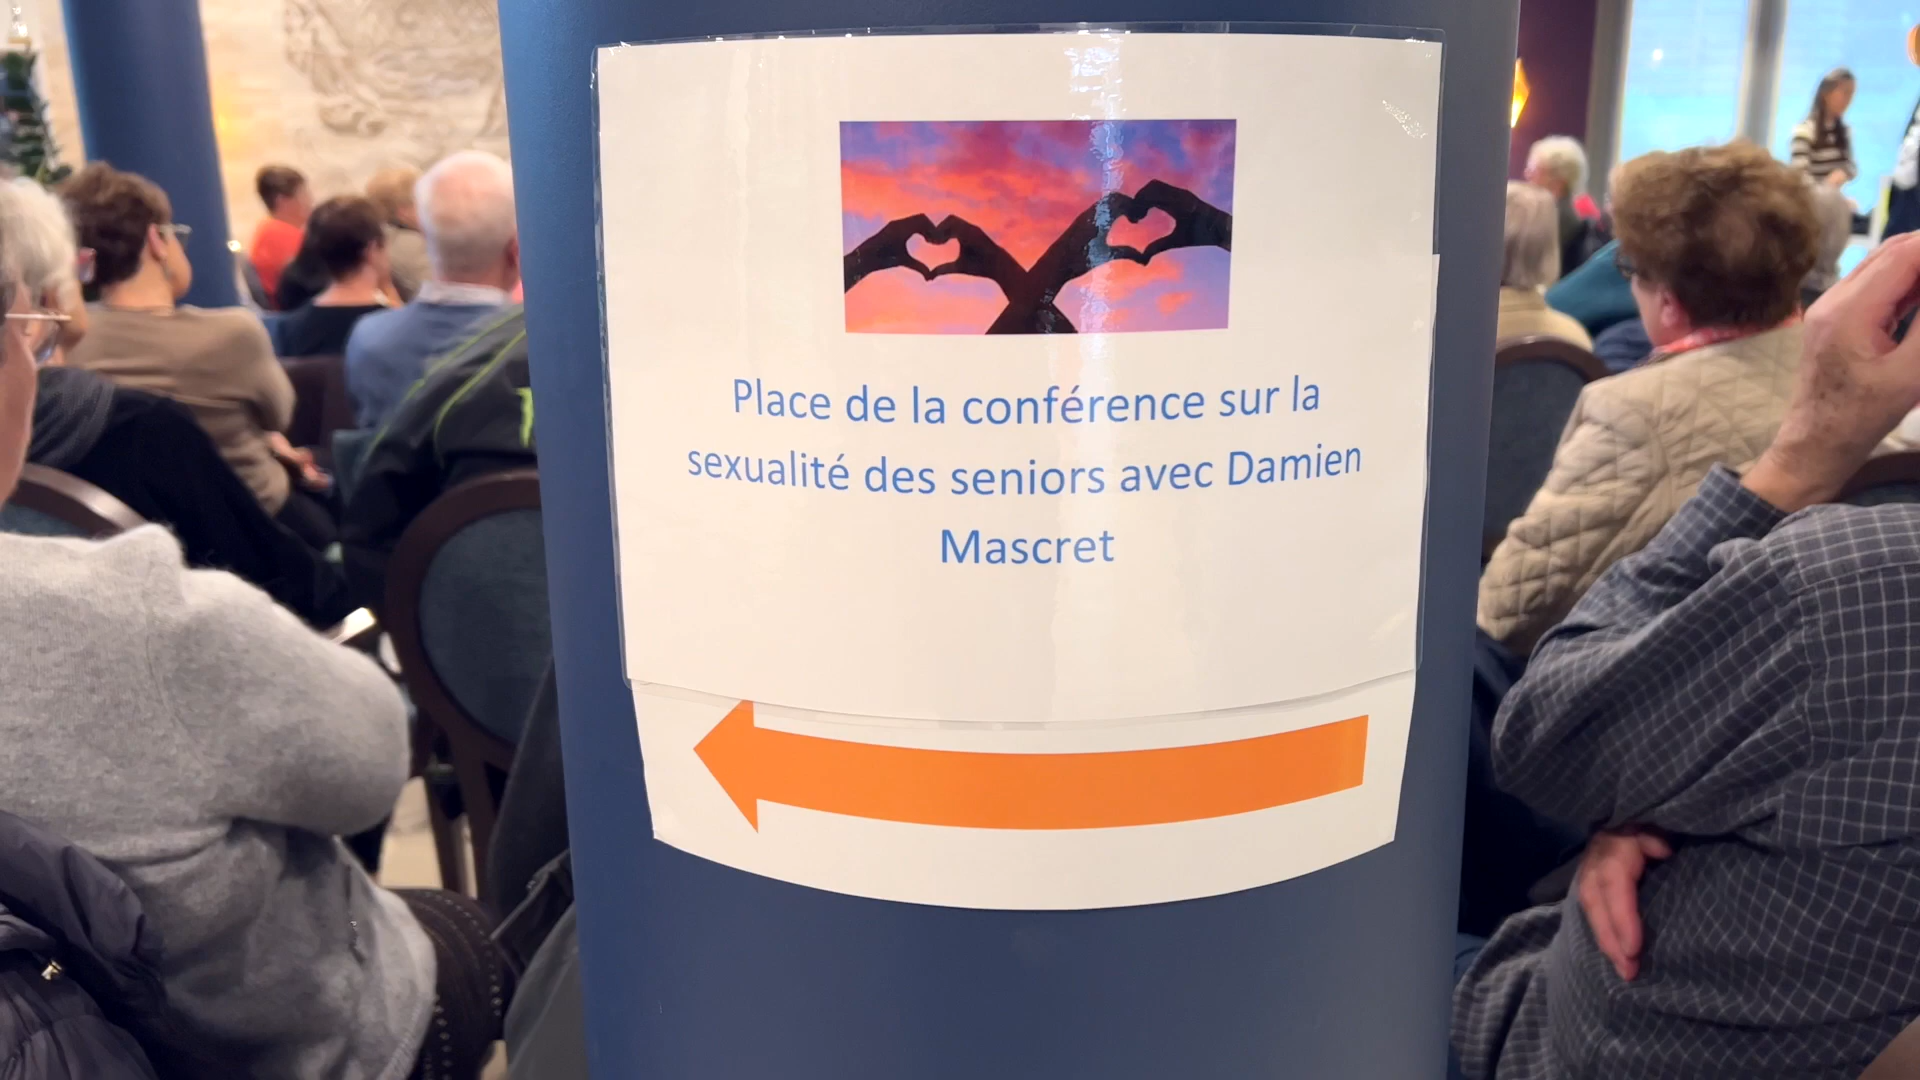 Place de la conférence sur la
sexualité des seniors avec Damien
Mascret